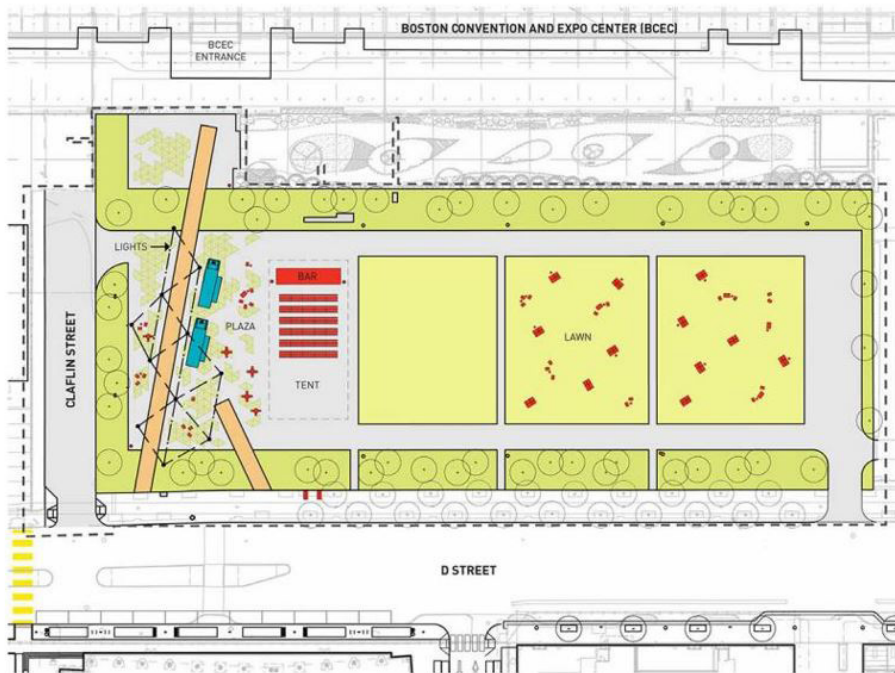 BOSTON CONVENTION AND EXPO CENTER (BCEC)
BCEC
ENTRANCE
LIGHTS
BAR
PLAZA
LAWN
TENT
CLAFLIN STREET
D STREET